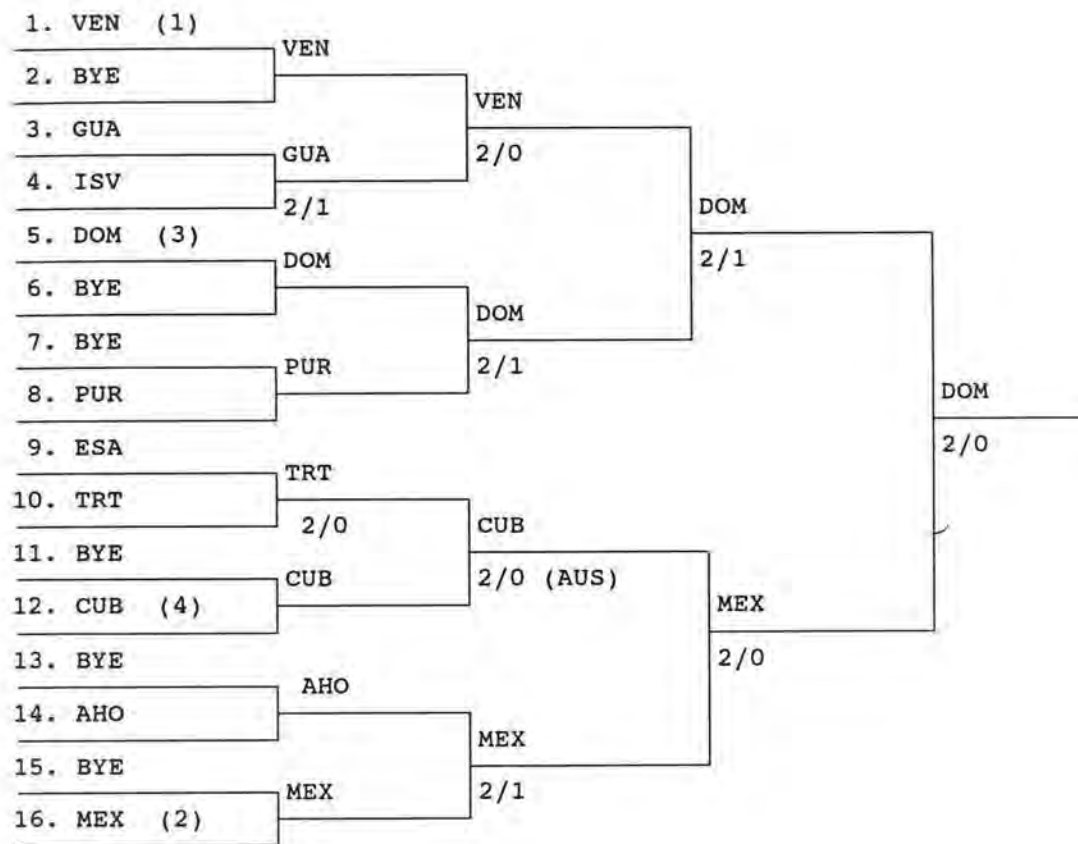 1. VEN (1)
VEN
2. BYE
VEN
3. GUA
GUA
2/0
4. ISV
2/1
DOM
5. DOM (3)
DOM
2/1
6. BYE
DOM
7. BYE
PUR
2/1
8. PUR
DOM
9. ESA
2/0
TRT
10. TRT
2/0
CUB
11. BYE
CUB
2/0 (AUS)
12. CUB (4)
MEX
2/0
13. BYE
AHO
14. AHO
MEX
15. BYE
MEX
2/1
16. MEX (2)